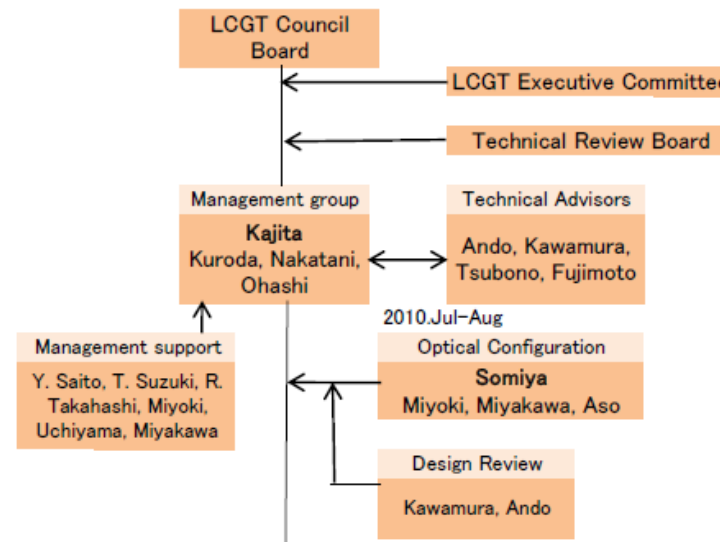 LCGT Council
Board
LCGT Executive Committee
Technical Review Board
Management group
Kajita
Kuroda, Nakatani,
Ohashi
Technical Advisors
Ando, Kawamura,
Tsubono, Fujimoto
2010.Jul-Aug
Management support
Y. Saito, T. Suzuki, R.
Takahashi, Miyoki,
Uchiyama, Miyakawa
Optical Configuration
Somiya
Miyoki, Miyakawa, Aso
Design Review
Kawamura, Ando